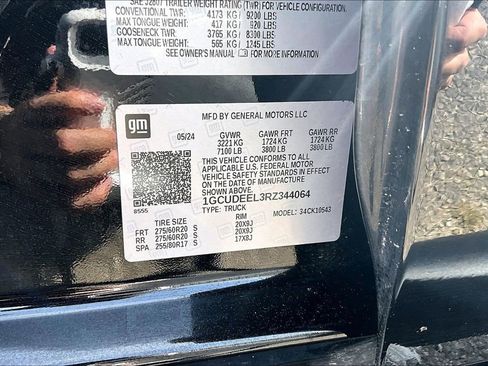 SAE J2807 TRAILER WEIGHT RATING (TWR) FOR VEHICLE CONFIGURATION.
CONVENTIONAL TWR: 4173 KG / 9200 LBS
MAX TONGUE WEIGHT: 417 KG / 920 LBS
GOOSENECK TWR: 3765 KG / 8300 LBS
MAX TONGUE WEIGHT: 565 KG / 1245 LBS
SEE OWNER'S MANUAL FOR MORE INFORMATION.
gm
MFD BY GENERAL MOTORS LLC
05/24 GVWR GAWR FRT GAWR RR
3221 KG 1724 KG 1724 KG
7100 LB 3800 LB 3800 LB
THIS VEHICLE CONFORMS TO ALL
APPLICABLE U.S. FEDERAL MOTOR
VEHICLE SAFETY STANDARDS IN
EFFECT ON THE DATE OF
MANUFACTURE SHOWN ABOVE.
1GCUDEEL3RZ344064
TYPE: TRUCK MODEL: 34CK10543
8555
TIRE SIZE RIM
FRT 275/60R20 S 20X9J
RR 275/60R20 S 20X9J
SPA 255/80R17 S 17X8J